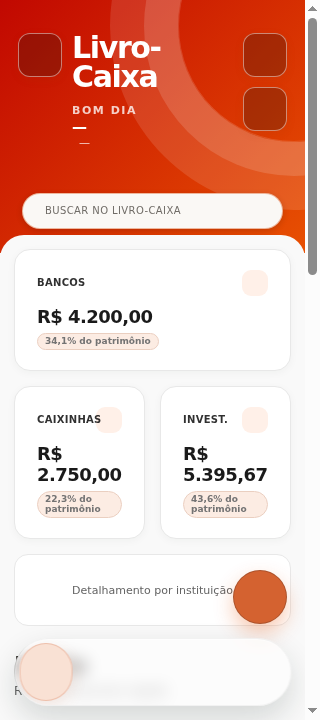 Livro-
Caixa
BOM DIA
—
—
BUSCAR NO LIVRO-CAIXA
BANCOS
R$ 4.200,00
34,1% do patrimônio
CAIXINHAS
R$
2.750,00
22,3% do
patrimônio
INVEST.
R$
5.395,67
43,6% do
patrimônio
Detalhamento por instituição